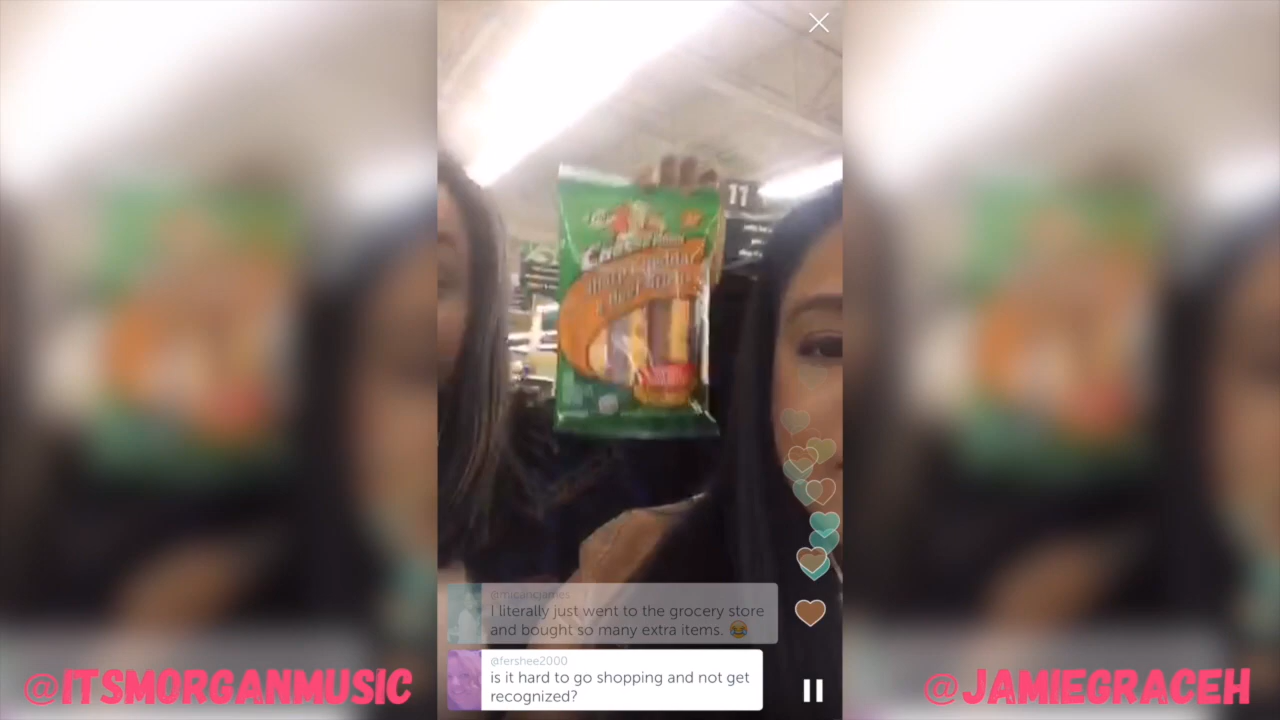 11
@micahcjames
I literally just went to the grocery store
and bought so many extra items. 😂
@fershee2000
is it hard to go shopping and not get
recognized?
@ITSMORGANMUSIC
@JAMIEGRACEH